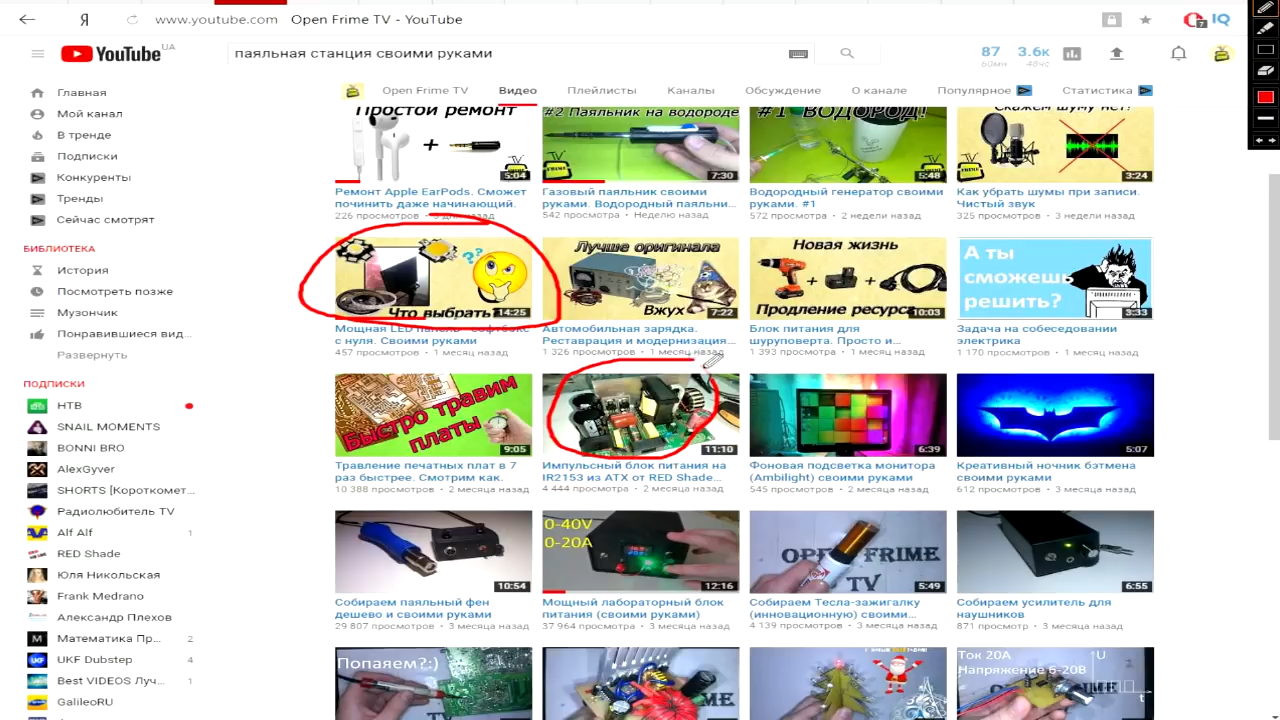 www.youtube.com Open Frime TV - YouTube
IQ
YouTube UA
паяльная станция своими руками
87 3.6к
60мн 48чс
Open Frime TV Видео Плейлисты Каналы Обсуждение О канале Популярное Статистика
Главная
Мой канал
В тренде
Подписки
Конкуренты
Тренды
Сейчас смотрят
БИБЛИОТЕКА
История
Посмотреть позже
Музычкин
Понравившиеся вид...
Развернуть
ПОДПИСКИ
НТВ
SNAIL MOMENTS
BONNI BRO
AlexGyver
SHORTS [Короткомет...
Радиолюбитель TV
Alf Alf 1
RED Shade
Юля Никольская
Frank Medrano
Александр Плехов
Математика Пр... 2
UKF Dubstep 4
Best VIDEOS Луч... 1
GalileoRU
Простой ремонт
5:04
Ремонт Apple EarPods. Сможет
починить даже начинающий.
226 просмотров •
#2 Паяльник на водороде
7:30
Газовый паяльник своими
руками. Водородный паяльни...
542 просмотра • Неделю назад
#1 ВОДОРОД!
5:48
Водородный генератор своими
руками. #1
572 просмотра • 2 недели назад
Скажем шуму нет!
3:24
Как убрать шумы при записи.
Чистый звук
325 просмотров • 3 недели назад
??
Что выбрать
14:25
Мощная LED панель - софтбокс
с нуля. Своими руками
457 просмотров • 1 месяц назад
Лучше оригинала
Вжух
7:22
Автомобильная зарядка.
Реставрация и модернизация...
1 326 просмотров • 1 месяц назад
Новая жизнь
Продление ресурса
10:03
Блок питания для
шуруповерта. Просто и...
1 393 просмотра • 1 месяц назад
А ты
сможешь
решить?
3:33
Задача на собеседовании
электрика
1 170 просмотров • 1 месяц назад
Быстро травим
платы
9:05
Травление печатных плат в 7
раз быстрее. Смотрим как.
10 388 просмотров • 2 месяца назад
11:10
Импульсный блок питания на
IR2153 из ATX от RED Shade...
4 444 просмотра • 2 месяца назад
6:39
Фоновая подсветка монитора
(Ambilight) своими руками
545 просмотров • 2 месяца назад
5:07
Креативный ночник бэтмена
своими руками
612 просмотров • 3 месяца назад
10:54
Собираем паяльный фен
дешево и своими руками
29 807 просмотров • 3 месяца назад
0-40V
0-20A
12:16
Мощный лабораторный блок
питания (своими руками)
37 964 просмотра • 3 месяца назад
OPEN FRIME
TV
5:49
Собираем Тесла-зажигалку
(инновационную) своими...
4 139 просмотров • 3 месяца назад
6:55
Собираем усилитель для
наушников
871 просмотр • 3 месяца назад
Попаяем?:)
Ток 20А
Напряжение 6-20В
U
t